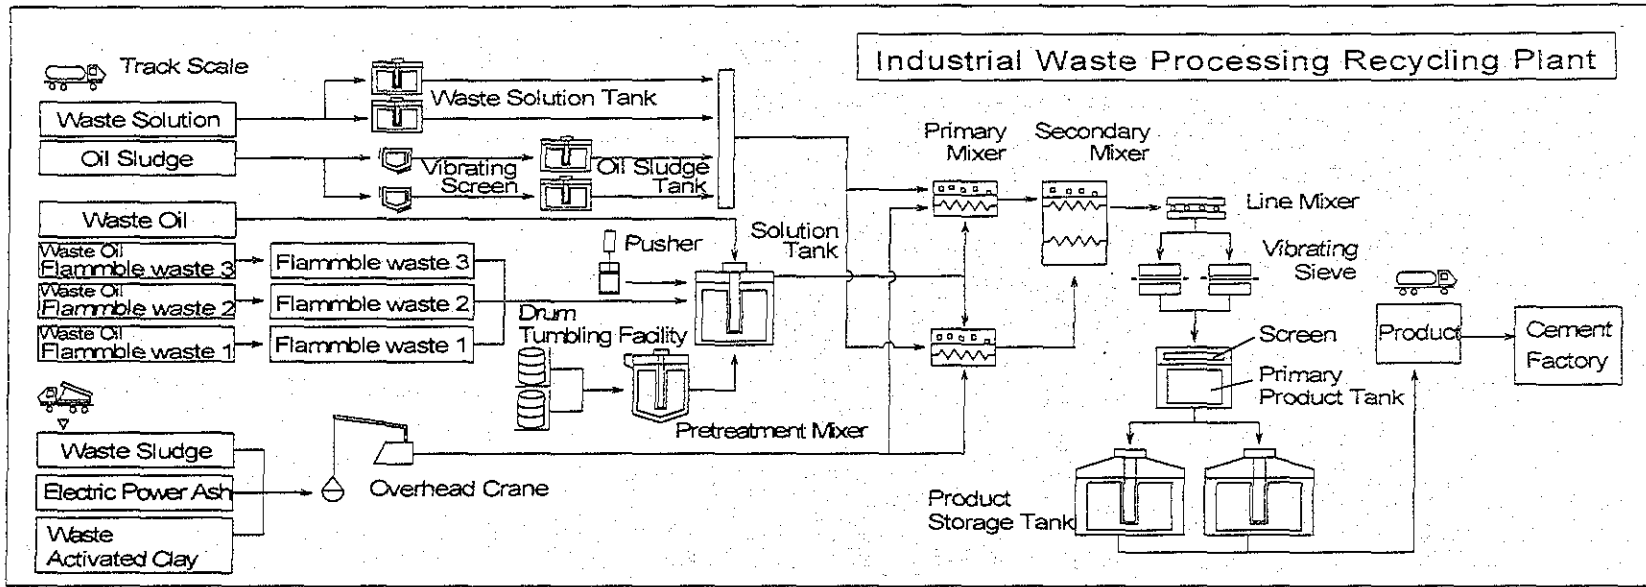 Industrial Waste Processing Recycling Plant
Track Scale
Waste Solution
Waste Solution Tank
Oil Sludge
Vibrating
Screen
Oil Sludge
Tank
Waste Oil
Waste Oil
Flammble waste 3
Flammble waste 3
Waste Oil
Flammble waste 2
Flammble waste 2
Waste Oil
Flammble waste 1
Flammble waste 1
Pusher
Solution
Tank
Drum
Tumbling Facility
Pretreatment Mixer
Waste Sludge
Electric Power Ash
Waste
Activated Clay
Overhead Crane
Primary
Mixer
Secondary
Mixer
Line Mixer
Vibrating
Sieve
Screen
Primary
Product Tank
Product
Storage Tank
Product
Cement
Factory